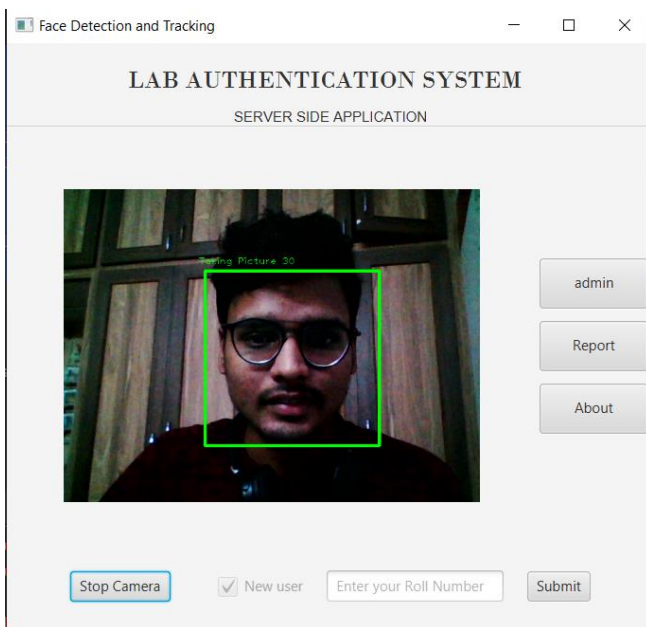 Face Detection and Tracking
LAB AUTHENTICATION SYSTEM
SERVER SIDE APPLICATION
Taking Picture 30
admin
Report
About
Stop Camera
New user
Enter your Roll Number
Submit